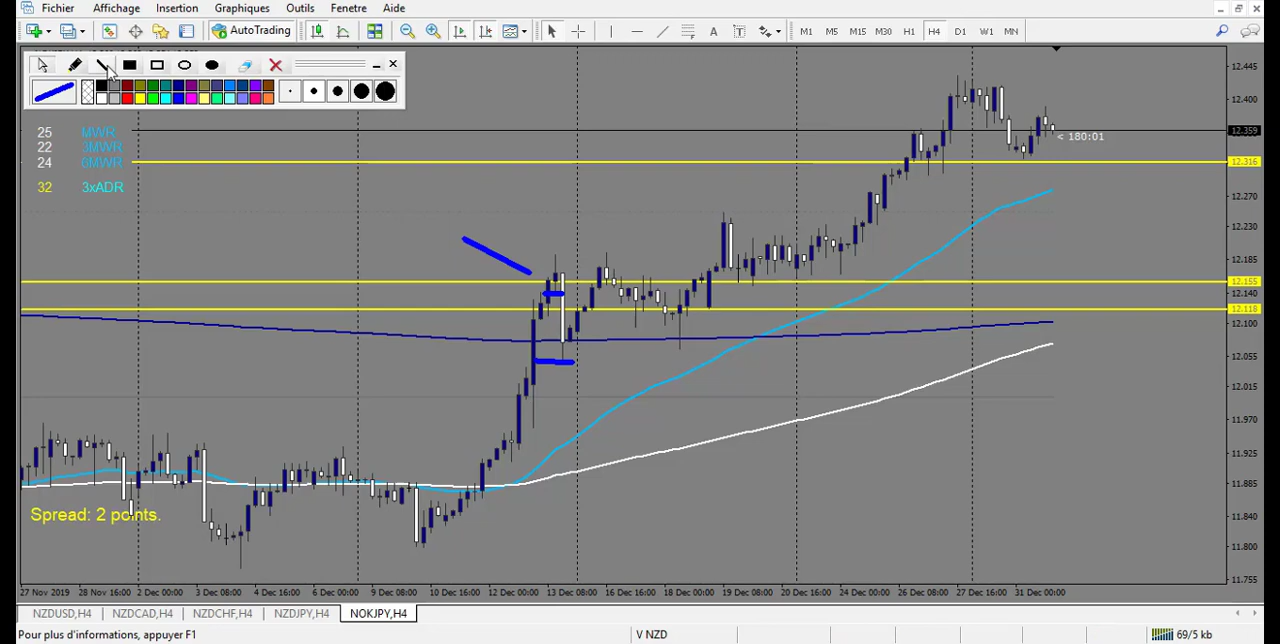 Fichier Affichage Insertion Graphiques Outils Fenetre Aide
AutoTrading A T M1 M5 M15 M30 H1 H4 D1 W1 MN
12.445
12.400
12.359
25 MWR
< 180:01
22 3MWR
24 6MWR
12.316
32 3xADR
12.270
12.230
12.185
12.155
12.140
12.118
12.100
12.055
12.015
11.970
11.925
11.885
Spread: 2 points.
11.840
11.800
11.755
27 Nov 2019 28 Nov 16:00 2 Dec 00:00 3 Dec 08:00 4 Dec 16:00 6 Dec 00:00 9 Dec 08:00 10 Dec 16:00 12 Dec 00:00 13 Dec 08:00 16 Dec 16:00 18 Dec 00:00 19 Dec 08:00 20 Dec 16:00 24 Dec 00:00 26 Dec 08:00 27 Dec 16:00 31 Dec 00:00
NZDUSD,H4 NZDCAD,H4 NZDCHF,H4 NZDJPY,H4 NOKJPY,H4
Pour plus d'informations, appuyer F1 V NZD 69/5 kb